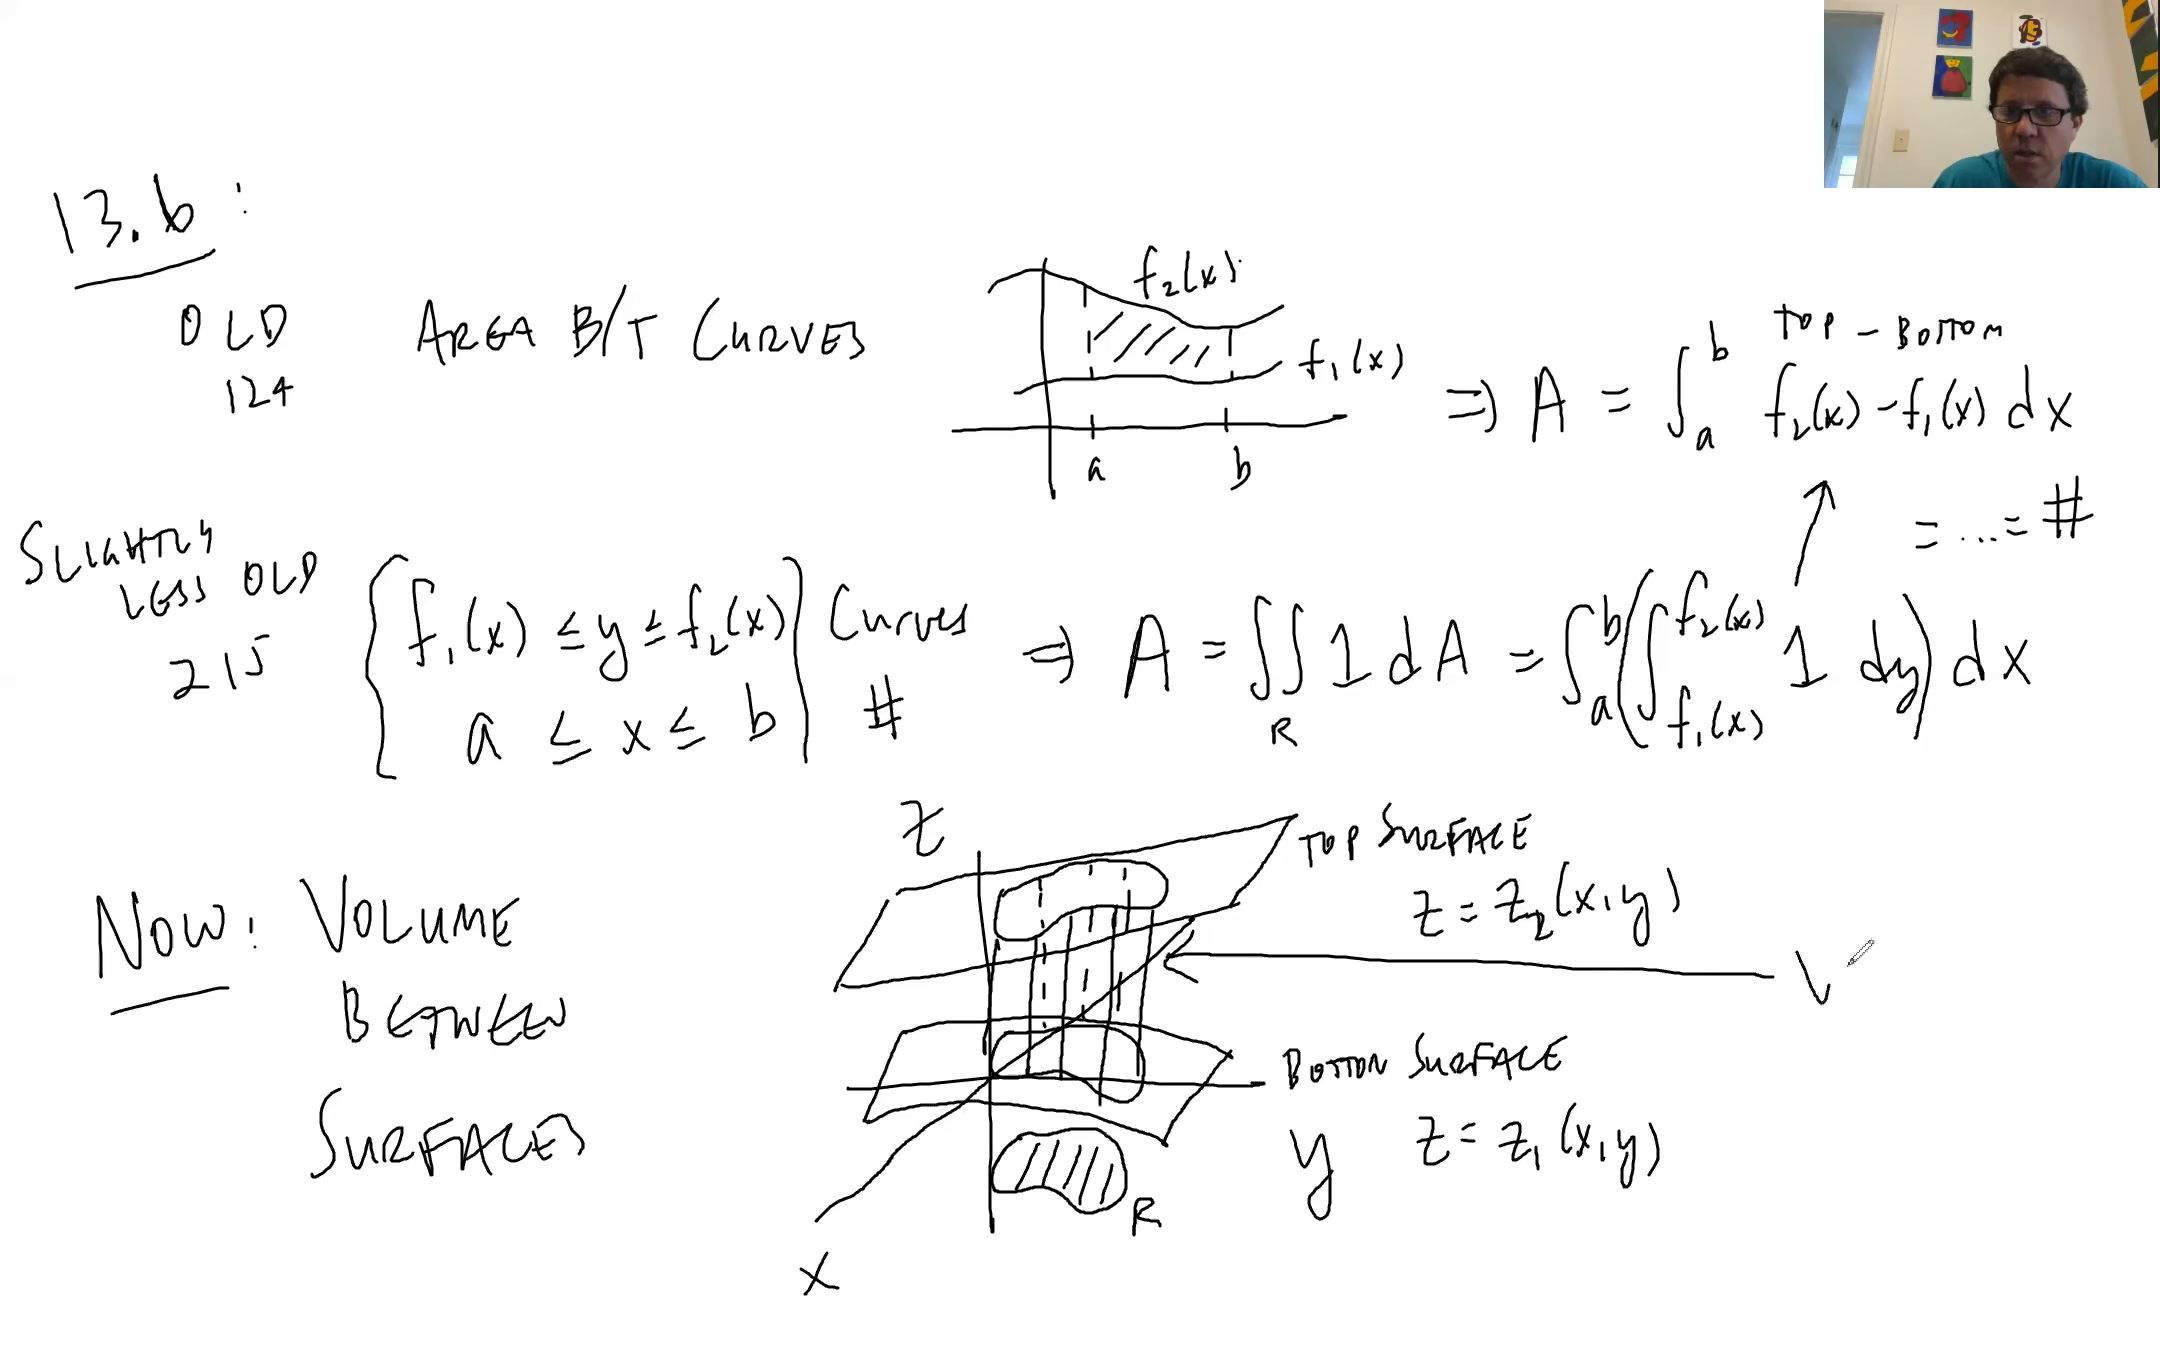 13.6:
OLD
124
AREA B/T CURVES
f₂(x)
f₁(x)
a b
⇒ A = ∫_a^b f₂(x) - f₁(x) dx
TOP - BOTTOM
= ... = #
SLIGHTLY
LESS OLD
215
{ f₁(x) ≤ y ≤ f₂(x) } Curves
a ≤ x ≤ b #
⇒ A = ∬_R 1 dA = ∫_a^b ( ∫_{f₁(x)}^{f₂(x)} 1 dy ) dx
NOW: VOLUME
BETWEEN
SURFACES
z
TOP SURFACE
z = z₂(x,y)
V
BOTTOM SURFACE
z = z₁(x,y)
y
R
x